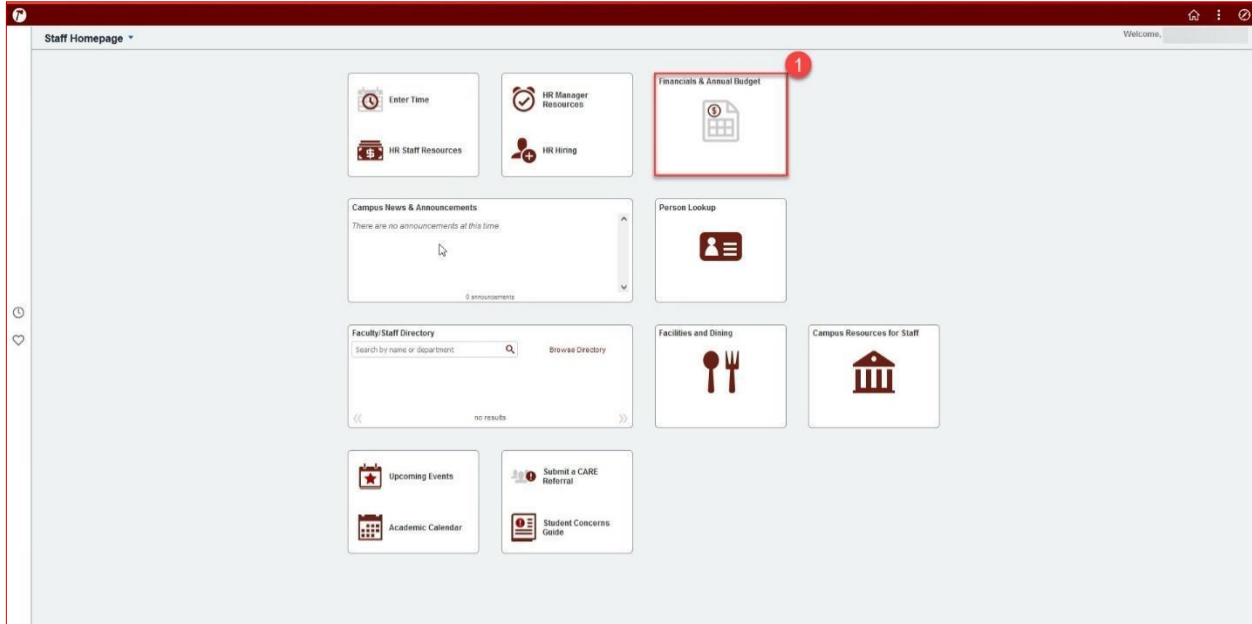 Staff Homepage
Welcome,
1
Enter Time
HR Manager
Resources
Financials & Annual Budget
HR Staff Resources
HR Hiring
Campus News & Announcements
There are no announcements at this time
0 announcements
Person Lookup
Faculty/Staff Directory
Search by name or department
Browse Directory
no results
Facilities and Dining
Campus Resources for Staff
Upcoming Events
Submit a CARE
Referral
Academic Calendar
Student Concerns
Guide